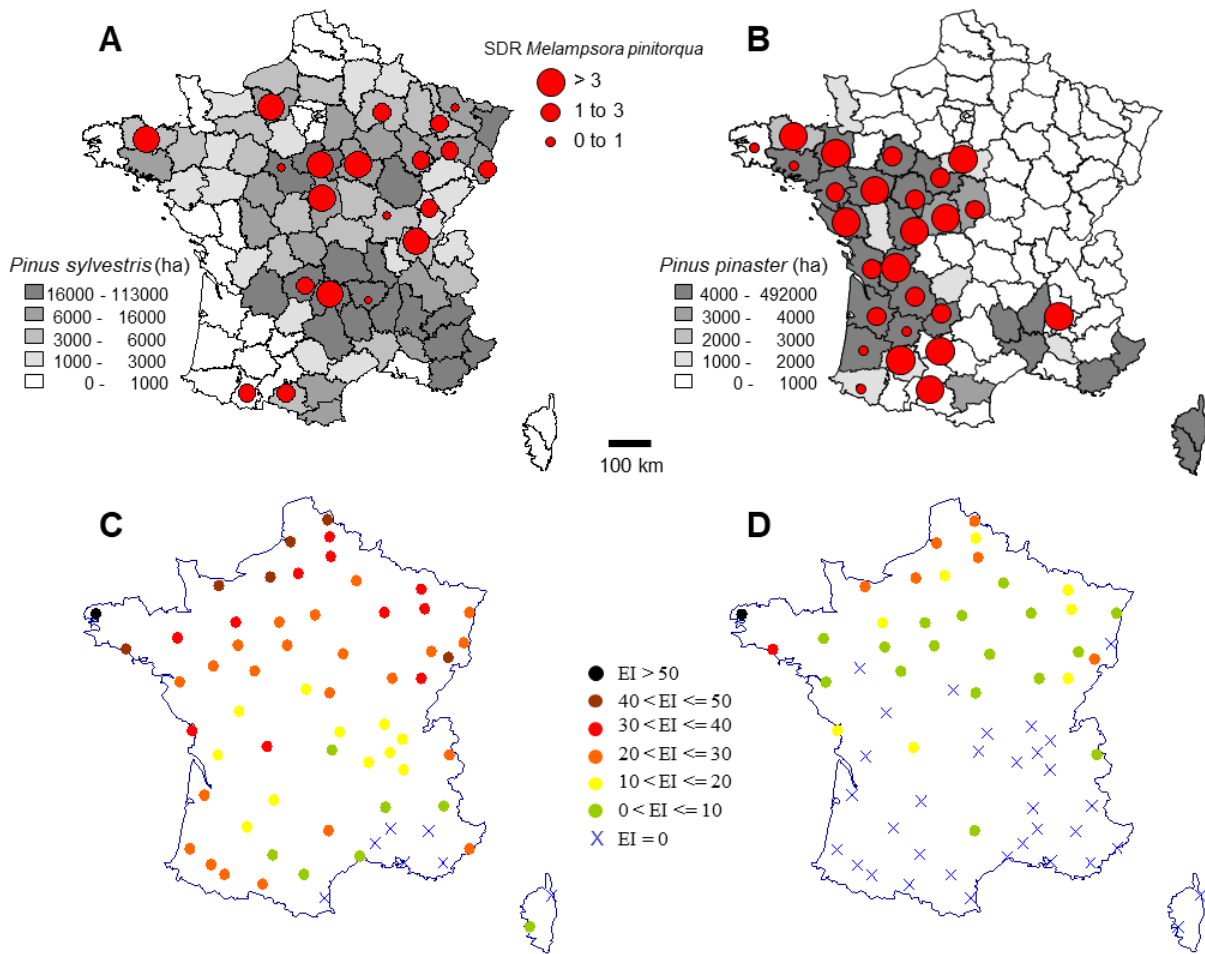 A
SDR Melampsora pinitorqua
> 3
1 to 3
0 to 1
B
Pinus sylvestris (ha)
16000 - 113000
6000 - 16000
3000 - 6000
1000 - 3000
0 - 1000
Pinus pinaster (ha)
4000 - 492000
3000 - 4000
2000 - 3000
1000 - 2000
0 - 1000
100 km
C
D
EI > 50
40 < EI <= 50
30 < EI <= 40
20 < EI <= 30
10 < EI <= 20
0 < EI <= 10
X EI = 0